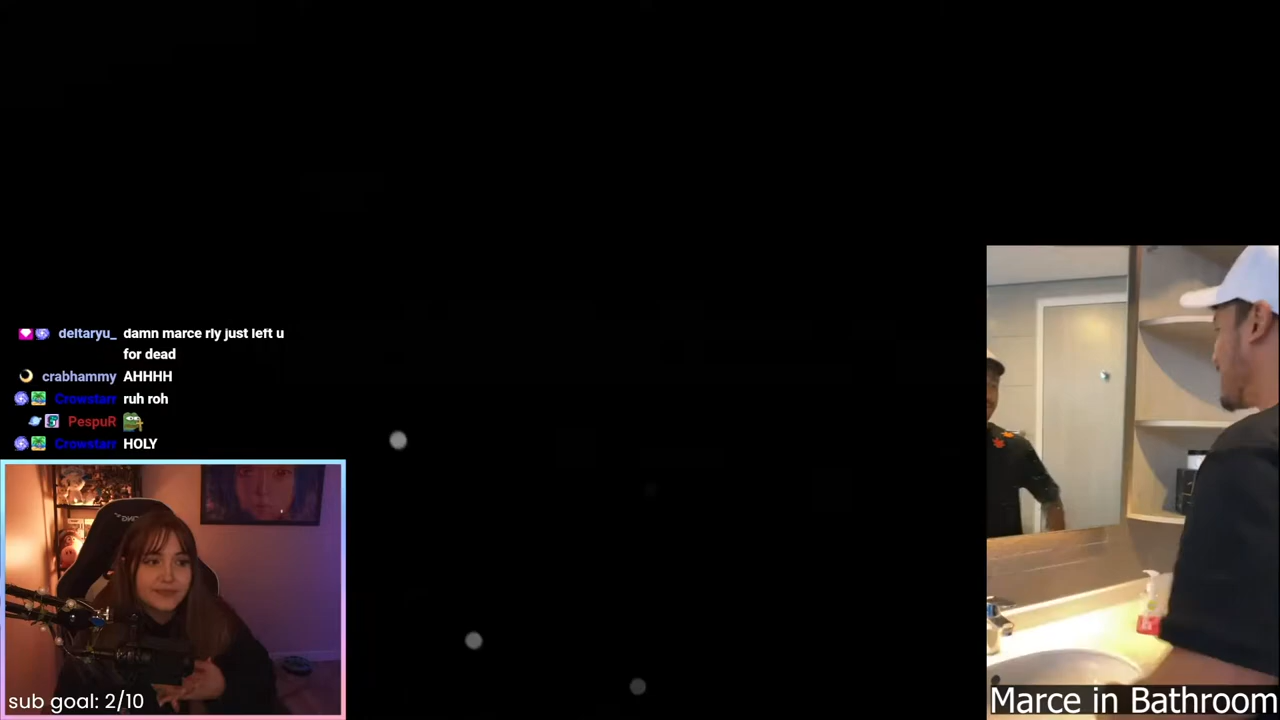 deltaryu_ damn marce rly just left u
for dead
crabhammy AHHHH
Crowstarr ruh roh
PespuR
Crowstarr HOLY
sub goal: 2/10
Marce in Bathroom